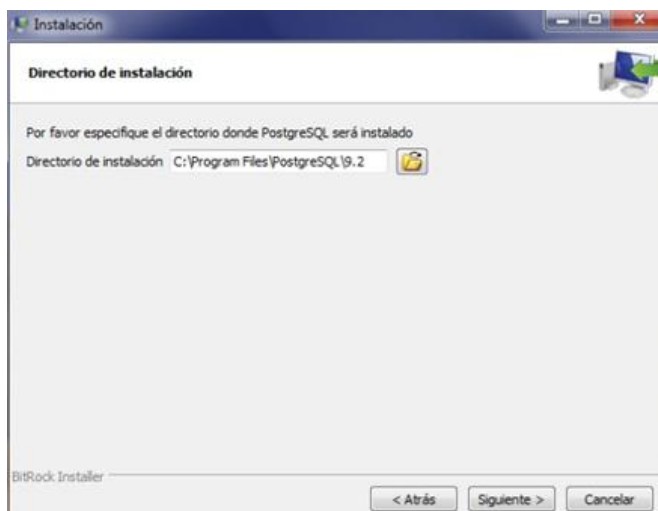 Instalación
Directorio de instalación
Por favor especifique el directorio donde PostgreSQL será instalado
Directorio de instalación C:\Program Files\PostgreSQL\9.2
BitRock Installer
< Atrás Siguiente > Cancelar